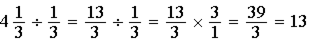 4 1/3 ÷ 1/3 = 13/3 ÷ 1/3 = 13/3 × 3/1 = 39/3 = 13